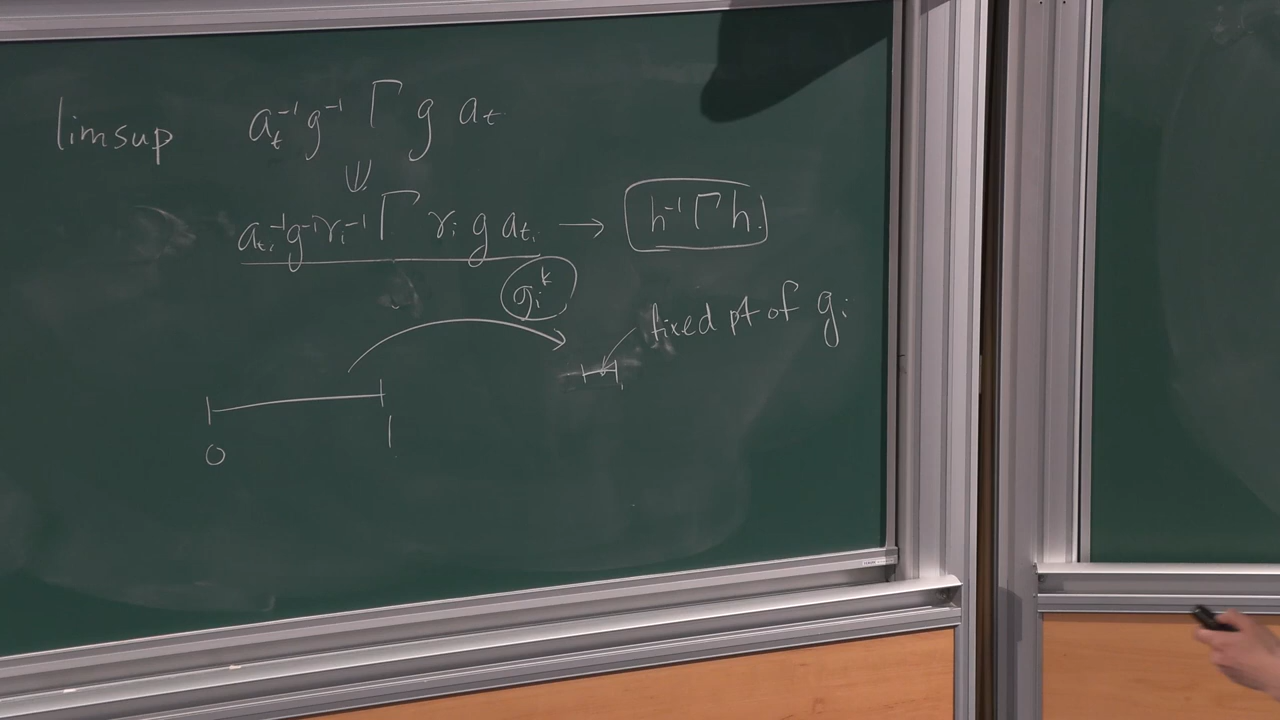 limsup a_t^{-1} g^{-1} Γ g a_t
ψ
a_{t_i}^{-1} g^{-1} γ_i^{-1} Γ γ_i g a_{t_i} → h^{-1} Γ h.
g_i^k
fixed pt of g_i
0 1